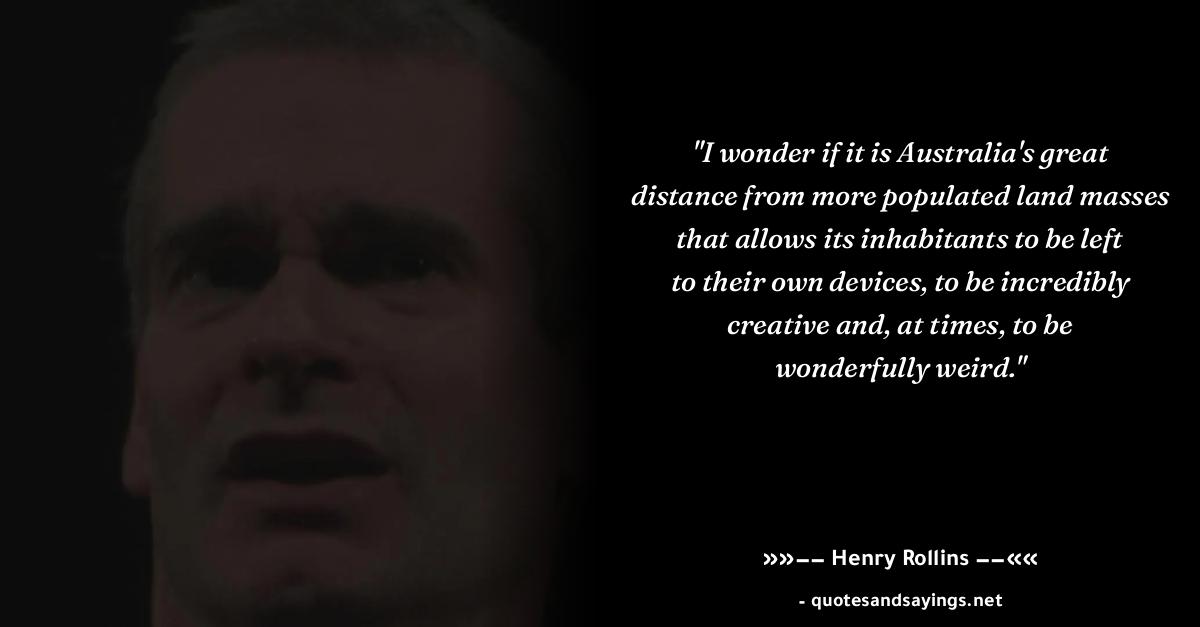 "I wonder if it is Australia's great
distance from more populated land masses
that allows its inhabitants to be left
to their own devices, to be incredibly
creative and, at times, to be
wonderfully weird."
»»−− Henry Rollins −−««
- quotesandsayings.net